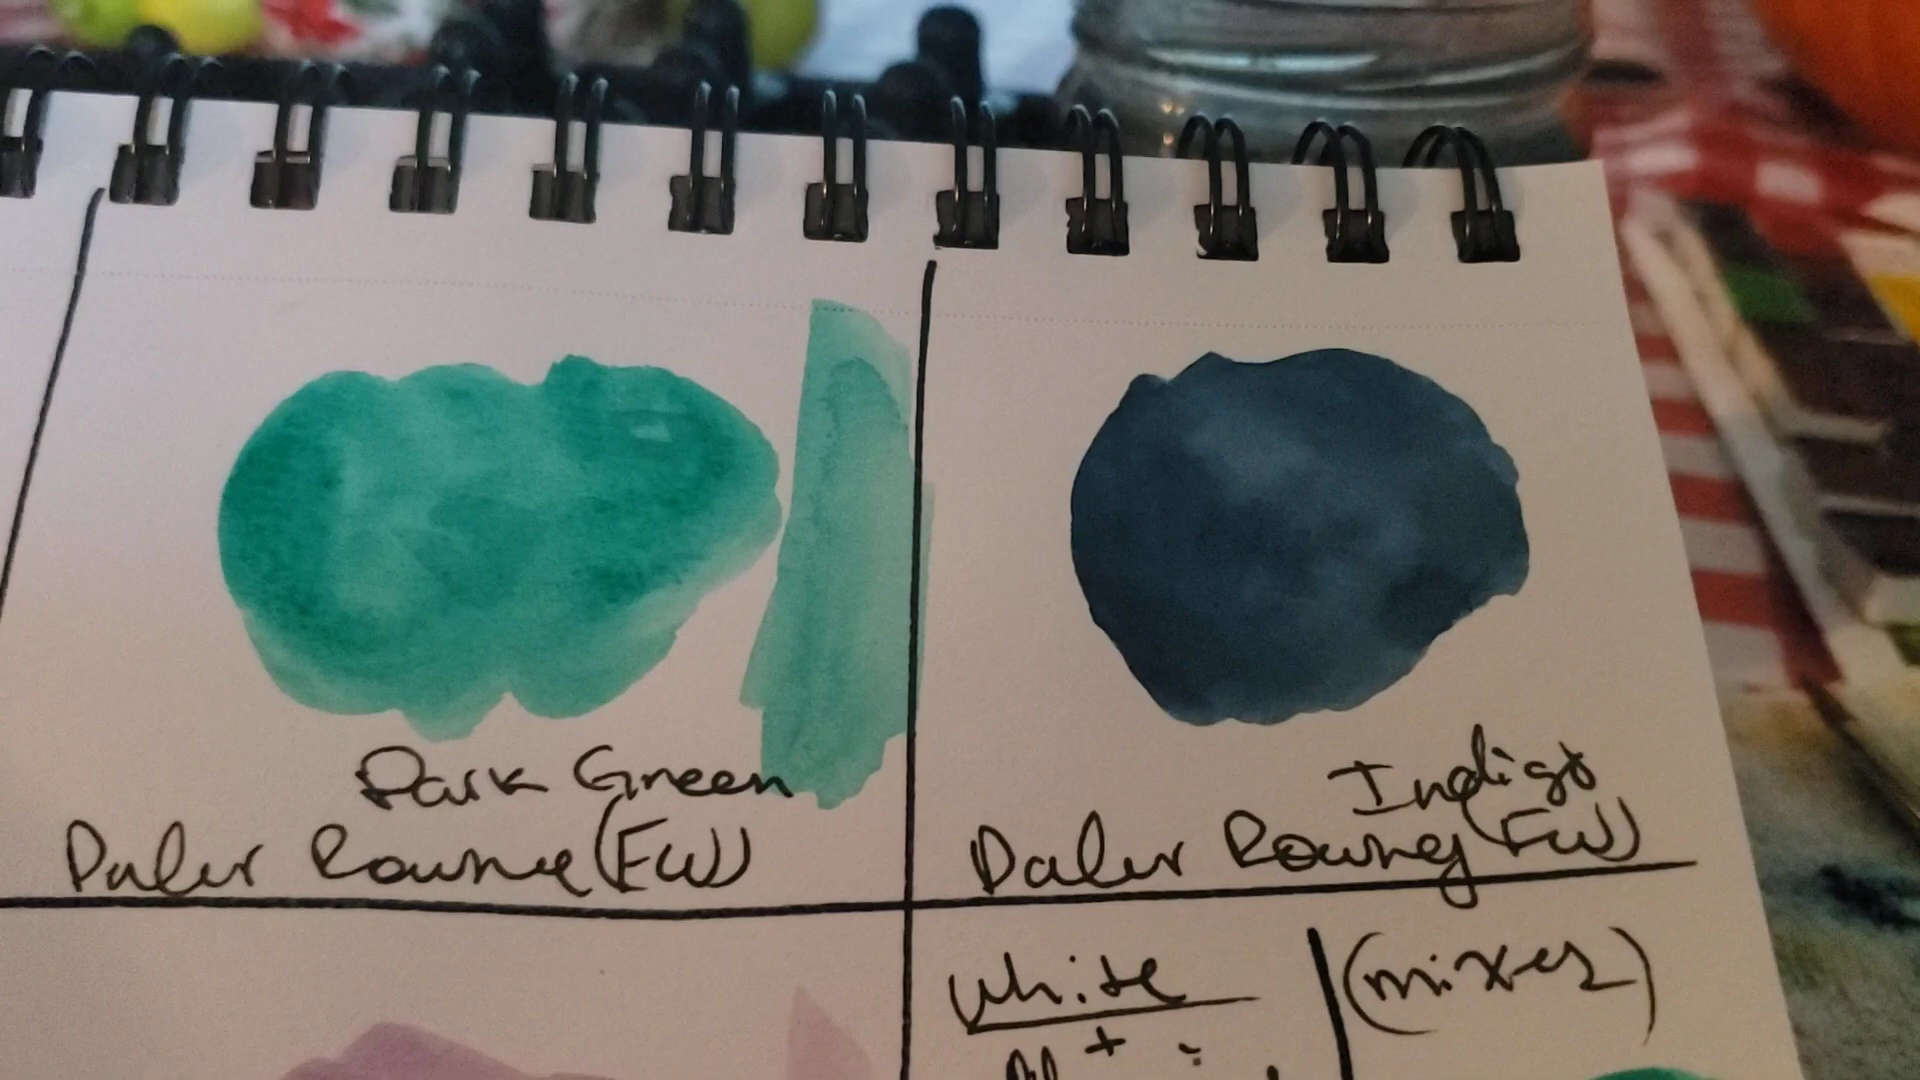 Dark Green
Daler Rowney (FW)
Indigo
Daler Rowney (FW)
White
+
(mixes)